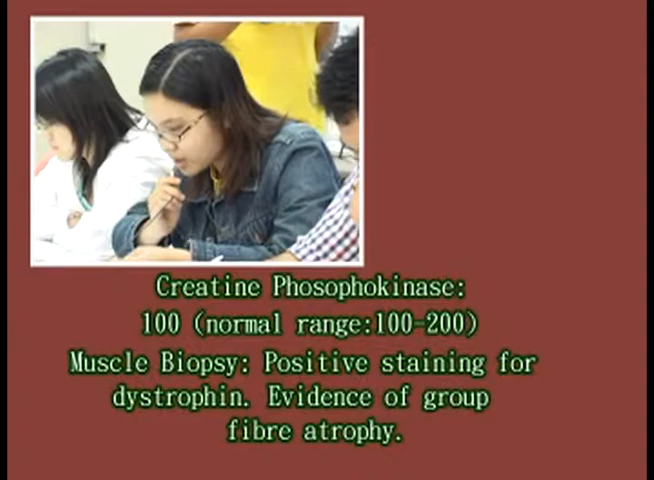 Creatine Phosophokinase:
100 (normal range:100-200)
Muscle Biopsy: Positive staining for
dystrophin. Evidence of group
fibre atrophy.